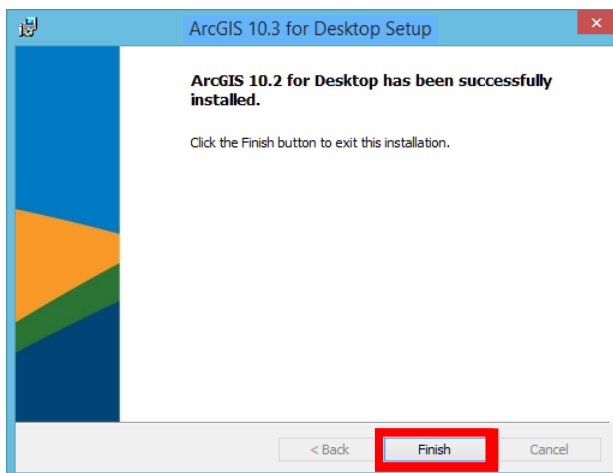 ArcGIS 10.3 for Desktop Setup
ArcGIS 10.2 for Desktop has been successfully
installed.
Click the Finish button to exit this installation.
< Back Finish Cancel